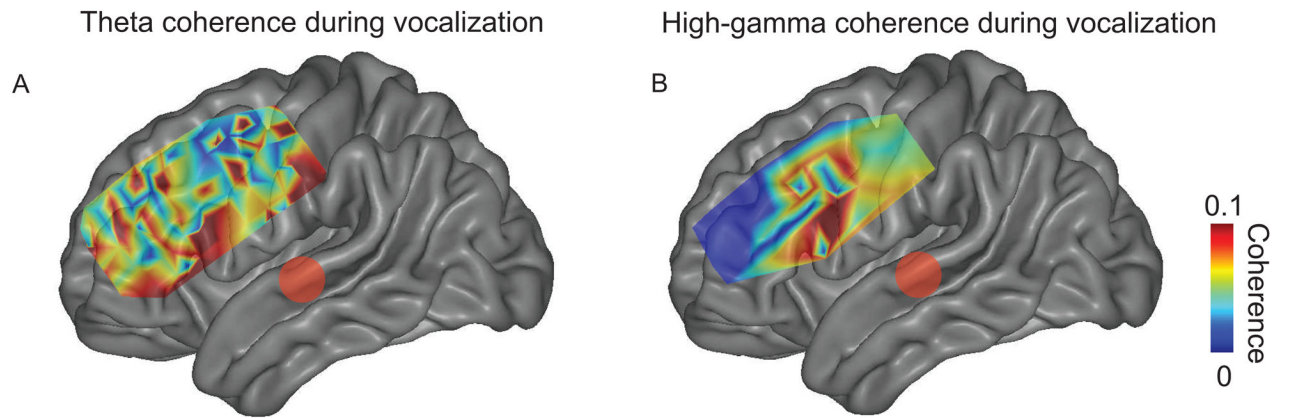 Theta coherence during vocalization
High-gamma coherence during vocalization
A
B
0.1
Coherence
0